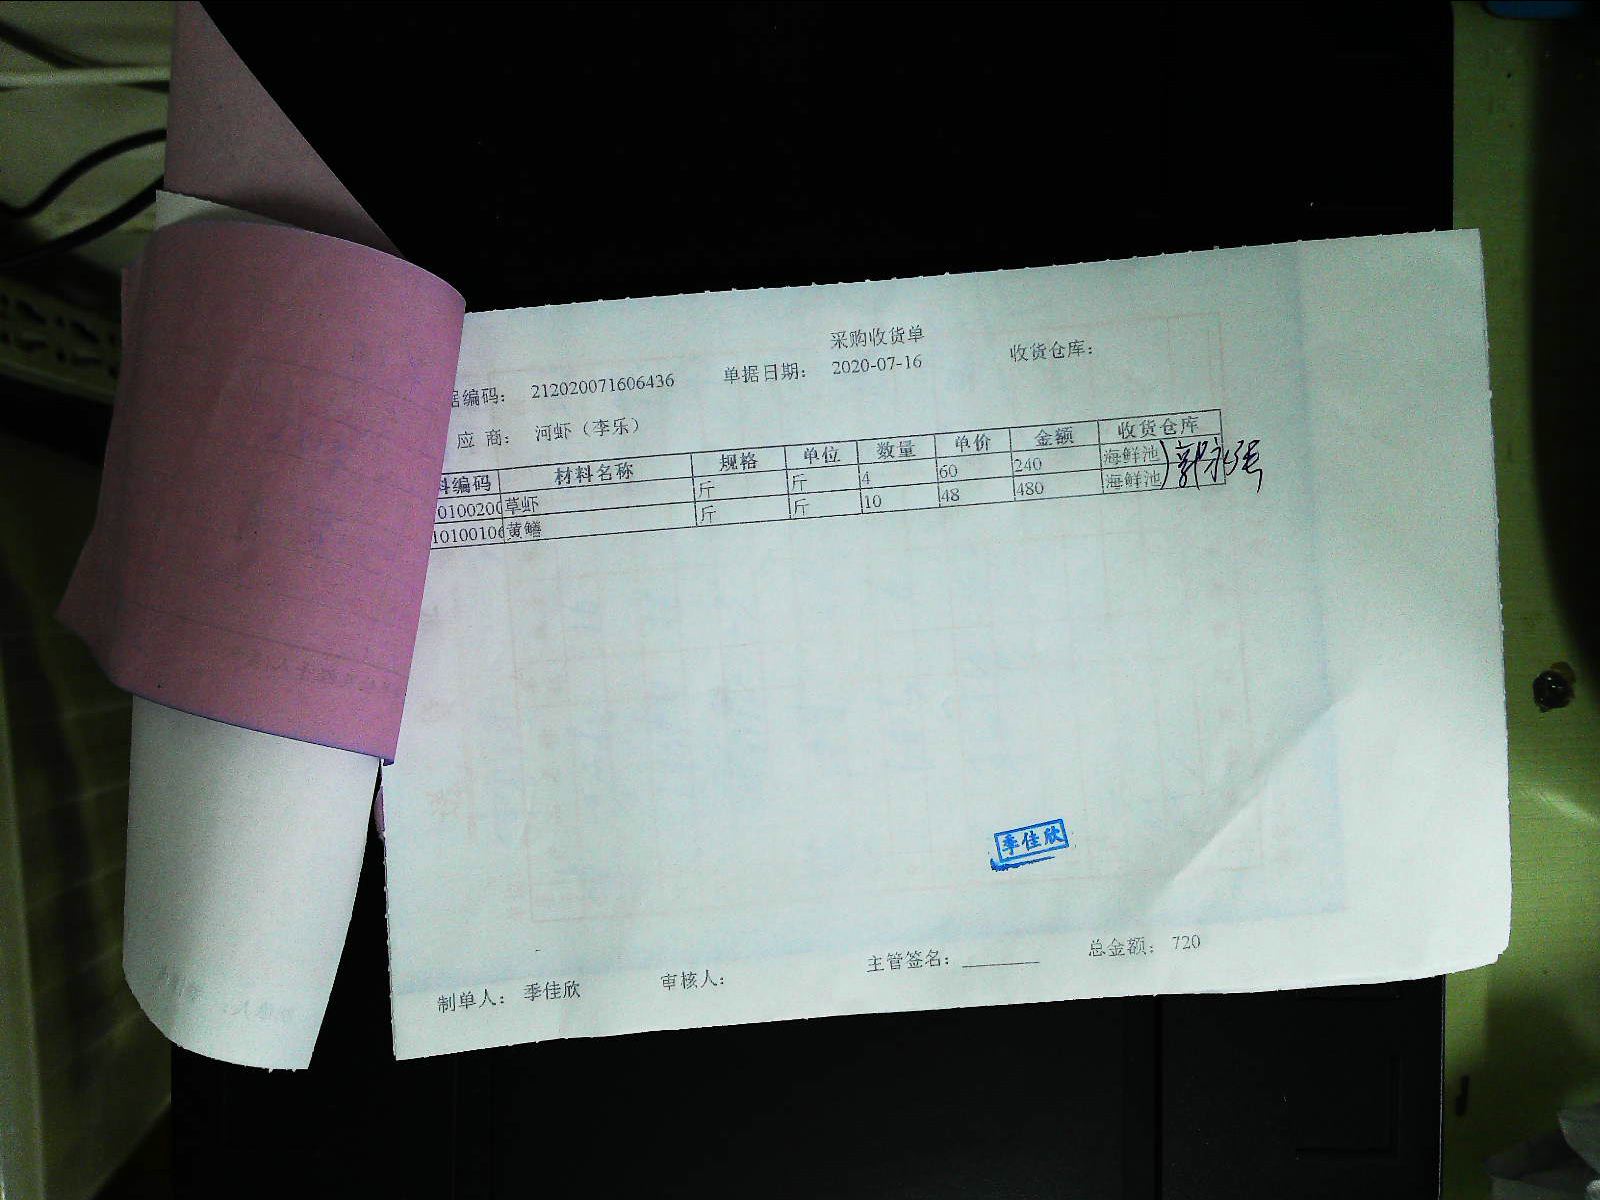 采购收货单
据编码： 212020071606436 单据日期： 2020-07-16 收货仓库：
应 商： 河虾（李乐）
料编码 材料名称 规格 单位 数量 单价 金额 收货仓库
0100200 草虾 斤 斤 4 60 240 海鲜池
10100106 黄鳝 斤 斤 10 48 480 海鲜池
季佳欣
制单人： 季佳欣 审核人： 主管签名： ________ 总金额： 720